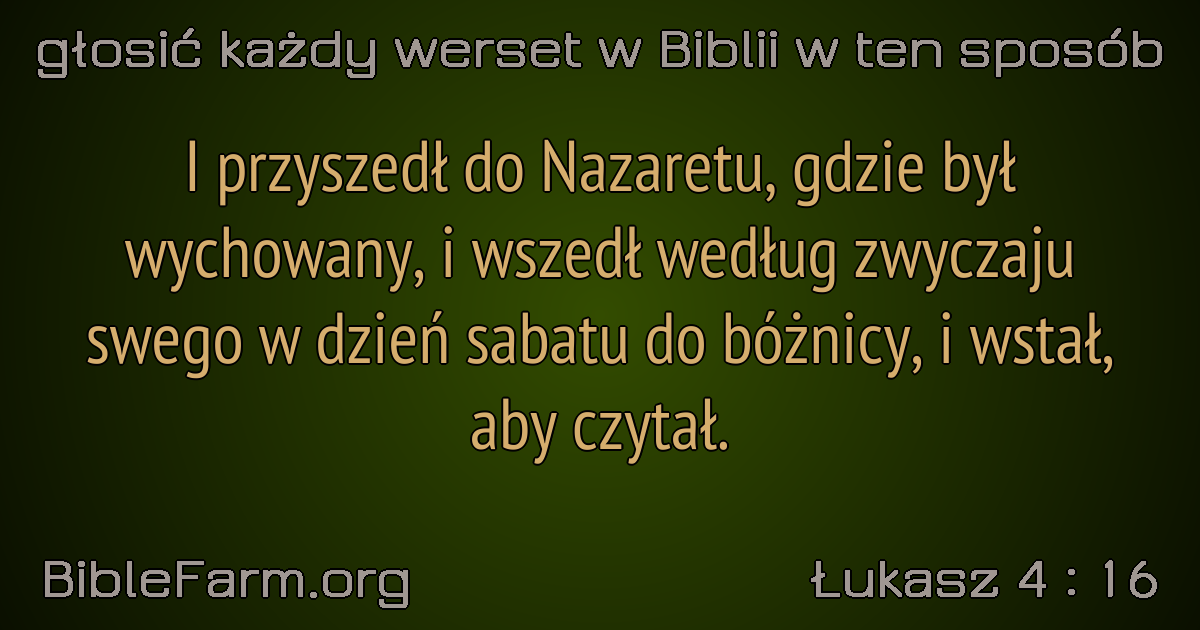 głosić każdy werset w Biblii w ten sposób
I przyszedł do Nazaretu, gdzie był
wychowany, i wszedł według zwyczaju
swego w dzień sabatu do bóżnicy, i wstał,
aby czytał.
BibleFarm.org
Łukasz 4 : 16